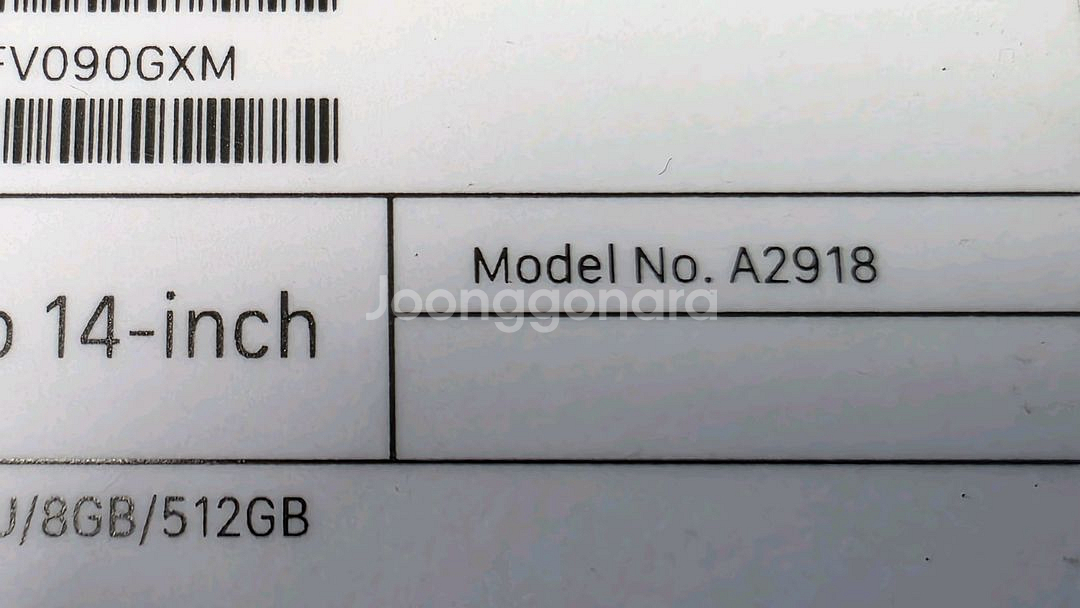 FV090GXM
Model No. A2918
Joonggonara
o 14-inch
U/8GB/512GB